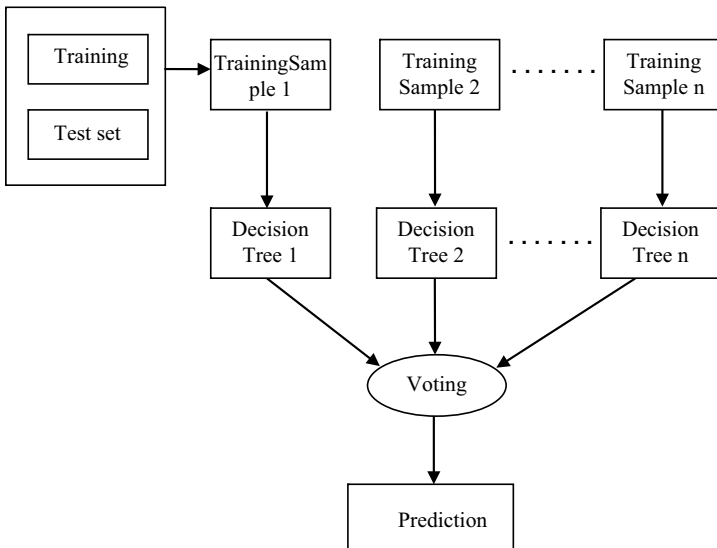 Training
Test set
TrainingSam
ple 1
Training
Sample 2
. . . . . . .
Training
Sample n
Decision
Tree 1
Decision
Tree 2
. . . . . . .
Decision
Tree n
Voting
Prediction